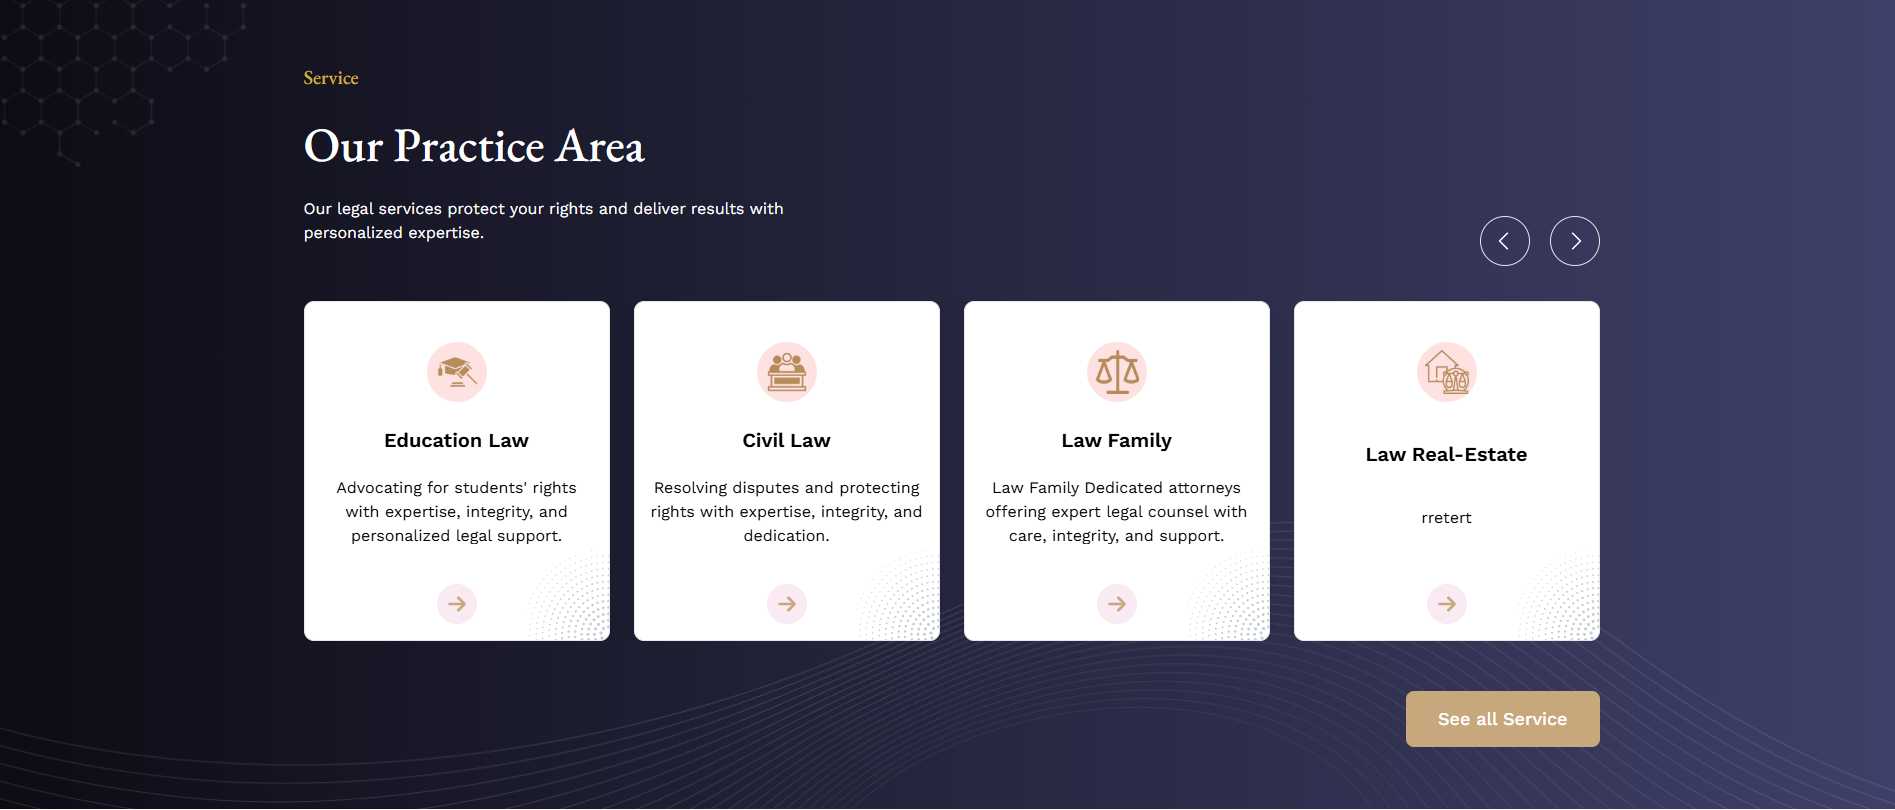 Service
Our Practice Area
Our legal services protect your rights and deliver results with
personalized expertise.
Education Law
Advocating for students' rights
with expertise, integrity, and
personalized legal support.
Civil Law
Resolving disputes and protecting
rights with expertise, integrity, and
dedication.
Law Family
Law Family Dedicated attorneys
offering expert legal counsel with
care, integrity, and support.
Law Real-Estate
rretert
See all Service